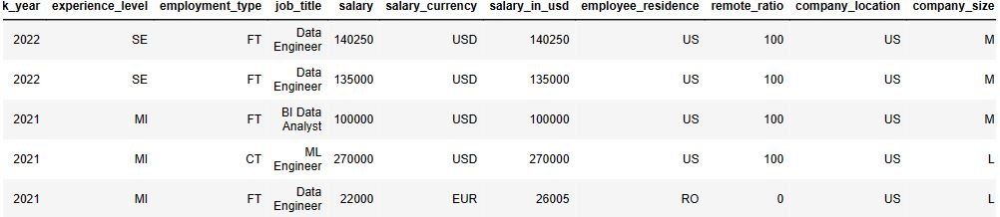 k_year experience_level employment_type job_title salary salary_currency salary_in_usd employee_residence remote_ratio company_location company_size
2022 SE FT Data Engineer 140250 USD 140250 US 100 US M
2022 SE FT Data Engineer 135000 USD 135000 US 100 US M
2021 MI FT BI Data Analyst 100000 USD 100000 US 100 US M
2021 MI CT ML Engineer 270000 USD 270000 US 100 US L
2021 MI FT Data Engineer 22000 EUR 26005 RO 0 US L